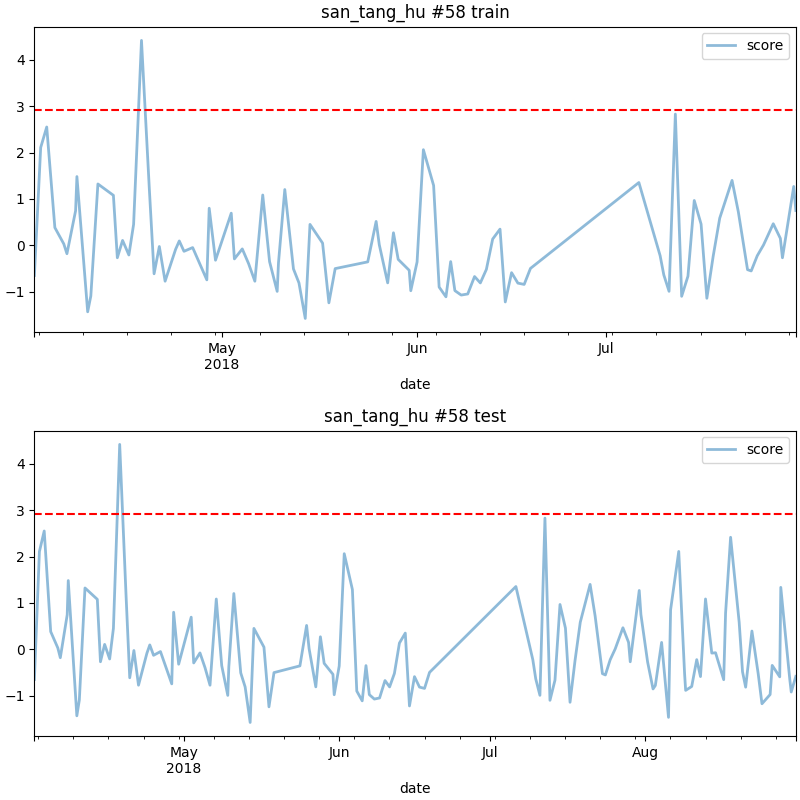 san_tang_hu #58 train
score
4
3
2
1
0
−1
May
2018
Jun
Jul
date
san_tang_hu #58 test
score
4
3
2
1
0
−1
May
2018
Jun
Jul
Aug
date